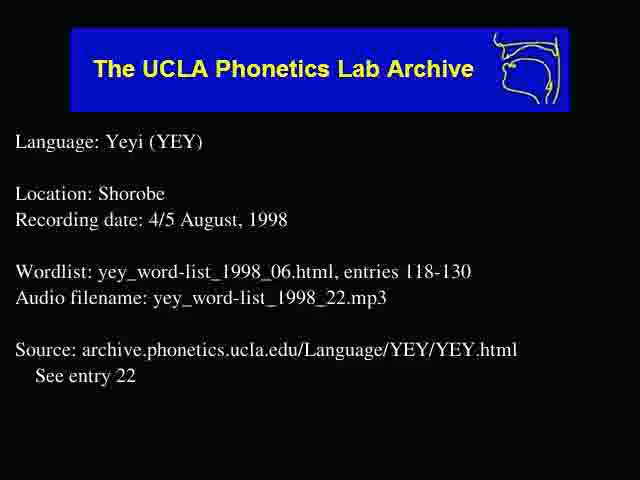 The UCLA Phonetics Lab Archive
Language: Yeyi (YEY)
Location: Shorobe
Recording date: 4/5 August, 1998
Wordlist: yey_word-list_1998_06.html, entries 118-130
Audio filename: yey_word-list_1998_22.mp3
Source: archive.phonetics.ucla.edu/Language/YEY/YEY.html
See entry 22